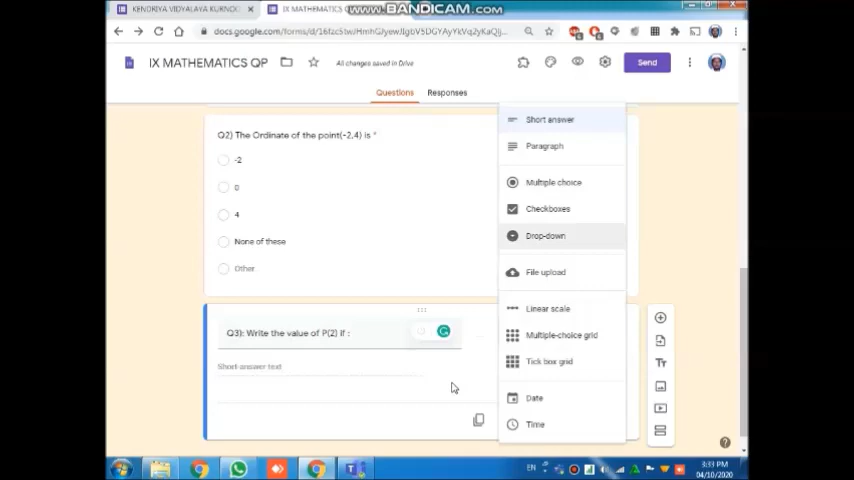 www.BANDICAM.com
KENDRIYA VIDYALAYA KURNOO
IX MATHEMATICS
docs.google.com/forms/d/
IX MATHEMATICS QP
All changes saved in Drive
Send
Questions
Responses
Q2) The Ordinate of the point(-2,4) is *
-2
0
4
None of these
Other
Q3): Write the value of P(2) if :
Short-answer text
Short answer
Paragraph
Multiple choice
Checkboxes
Drop-down
File upload
Linear scale
Multiple-choice grid
Tick box grid
Date
Time
EN
3:33 PM
04/10/2020